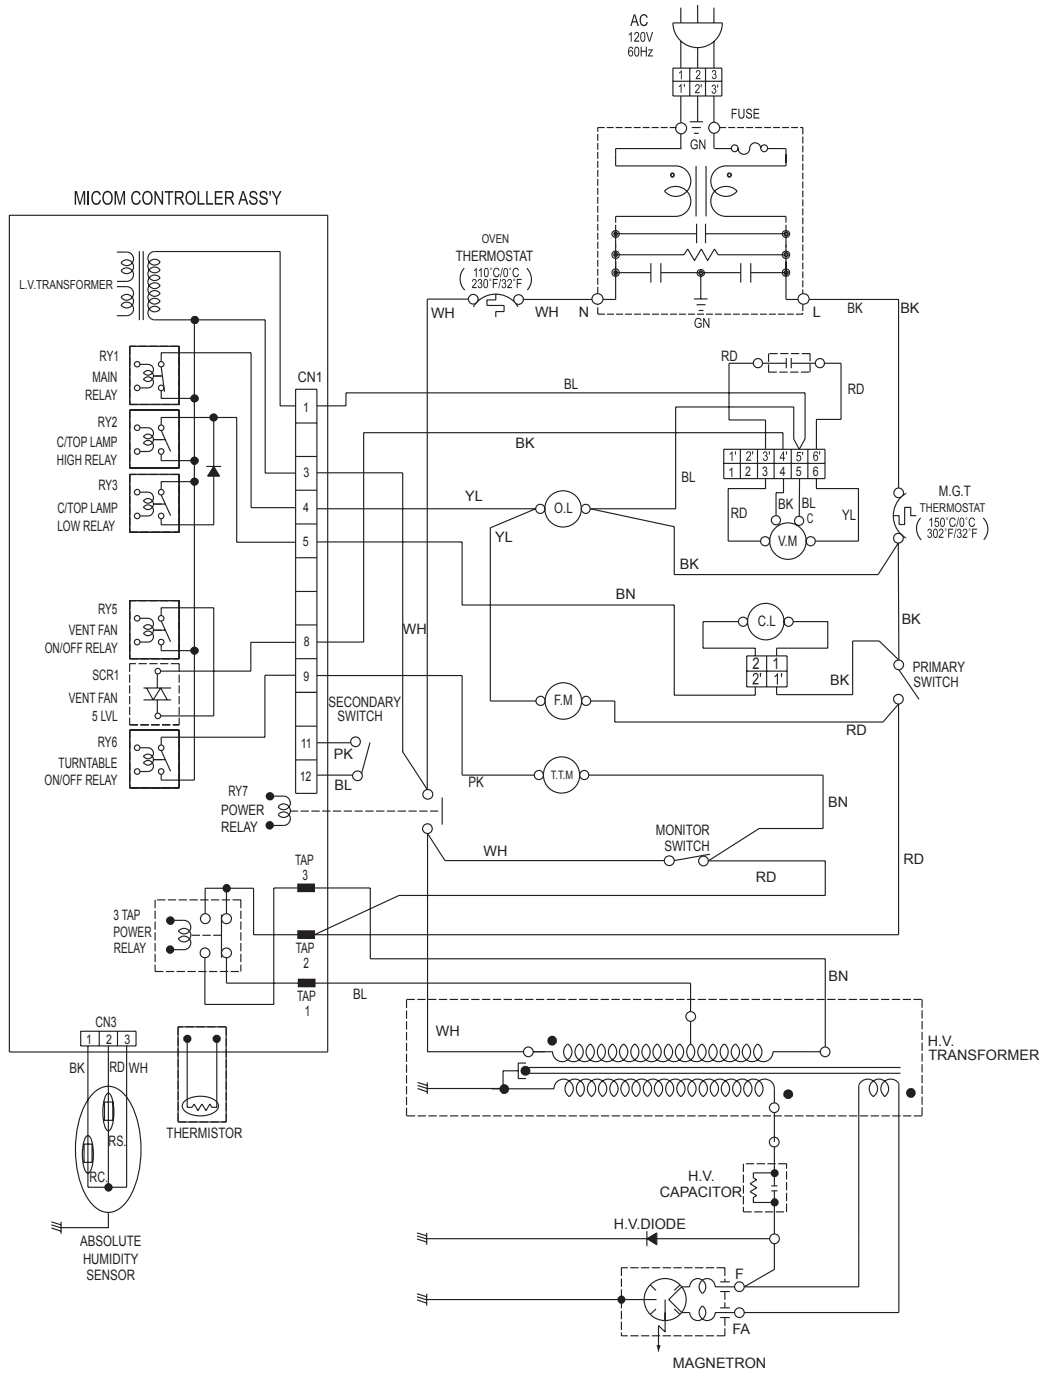 AC
120V
60Hz
1 2 3
1' 2' 3'
FUSE
GN
MICOM CONTROLLER ASS'Y
OVEN
THERMOSTAT
( 110˚C/0˚C )
230˚F/32˚F
L.V.TRANSFORMER
WH
WH
N
L
GN
BK
BK
RY1
MAIN
RELAY
CN1
1
BL
RD
RD
RY2
C/TOP LAMP
HIGH RELAY
BK
1' 2' 3' 4' 5' 6'
1 2 3 4 5 6
3
BL
RY3
C/TOP LAMP
LOW RELAY
4
YL
O.L
RD
BK
BL
C
YL
M.G.T
THERMOSTAT
( 150˚C/0˚C )
302˚F/32˚F
YL
5
V.M
BK
BN
RY5
VENT FAN
ON/OFF RELAY
WH
8
C.L
BK
2 1
2' 1'
SCR1
VENT FAN
5 LVL
9
BK
PRIMARY
SWITCH
SECONDARY
SWITCH
F.M
RD
RY6
TURNTABLE
ON/OFF RELAY
11
PK
12
BL
PK
T.T.M
BN
RY7
POWER
RELAY
MONITOR
SWITCH
WH
RD
RD
TAP
3
3 TAP
POWER
RELAY
TAP
2
BN
TAP
1
BL
CN3
1 2 3
WH
H.V.
TRANSFORMER
BK
RD
WH
RS.
THERMISTOR
RC.
H.V.
CAPACITOR
H.V.DIODE
ABSOLUTE
HUMIDITY
SENSOR
F
FA
MAGNETRON